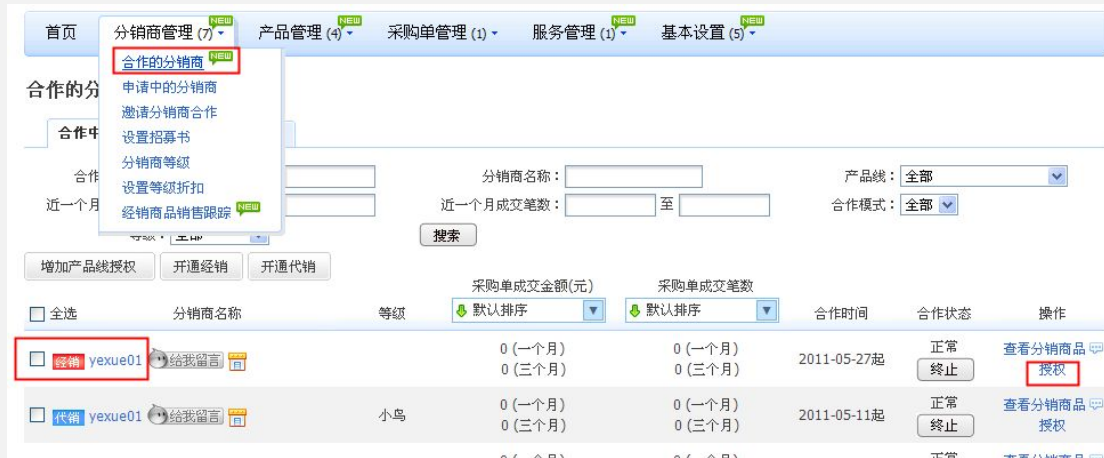 首页 分销商管理 (7) NEW 产品管理 (4) NEW 采购单管理 (1) 服务管理 (1) NEW 基本设置 (5) NEW
合作的分销商 NEW
申请中的分销商
邀请分销商合作
设置招募书
分销商等级
设置等级折扣
经销商品销售跟踪 NEW
合作的分
合作中
合作 分销商名称： 产品线： 全部
近一个月 近一个月成交笔数： 至 合作模式： 全部
等级： 全部 搜索
增加产品线授权 开通经销 开通代销
采购单成交金额(元) 采购单成交笔数
全选 分销商名称 等级 默认排序 默认排序 合作时间 合作状态 操作
经销 yexue01 给我留言 0 (一个月) 0 (一个月) 2011-05-27起 正常 查看分销商品
0 (三个月) 0 (三个月) 终止 授权
代销 yexue01 给我留言 小鸟 0 (一个月) 0 (一个月) 2011-05-11起 正常 查看分销商品
0 (三个月) 0 (三个月) 终止 授权